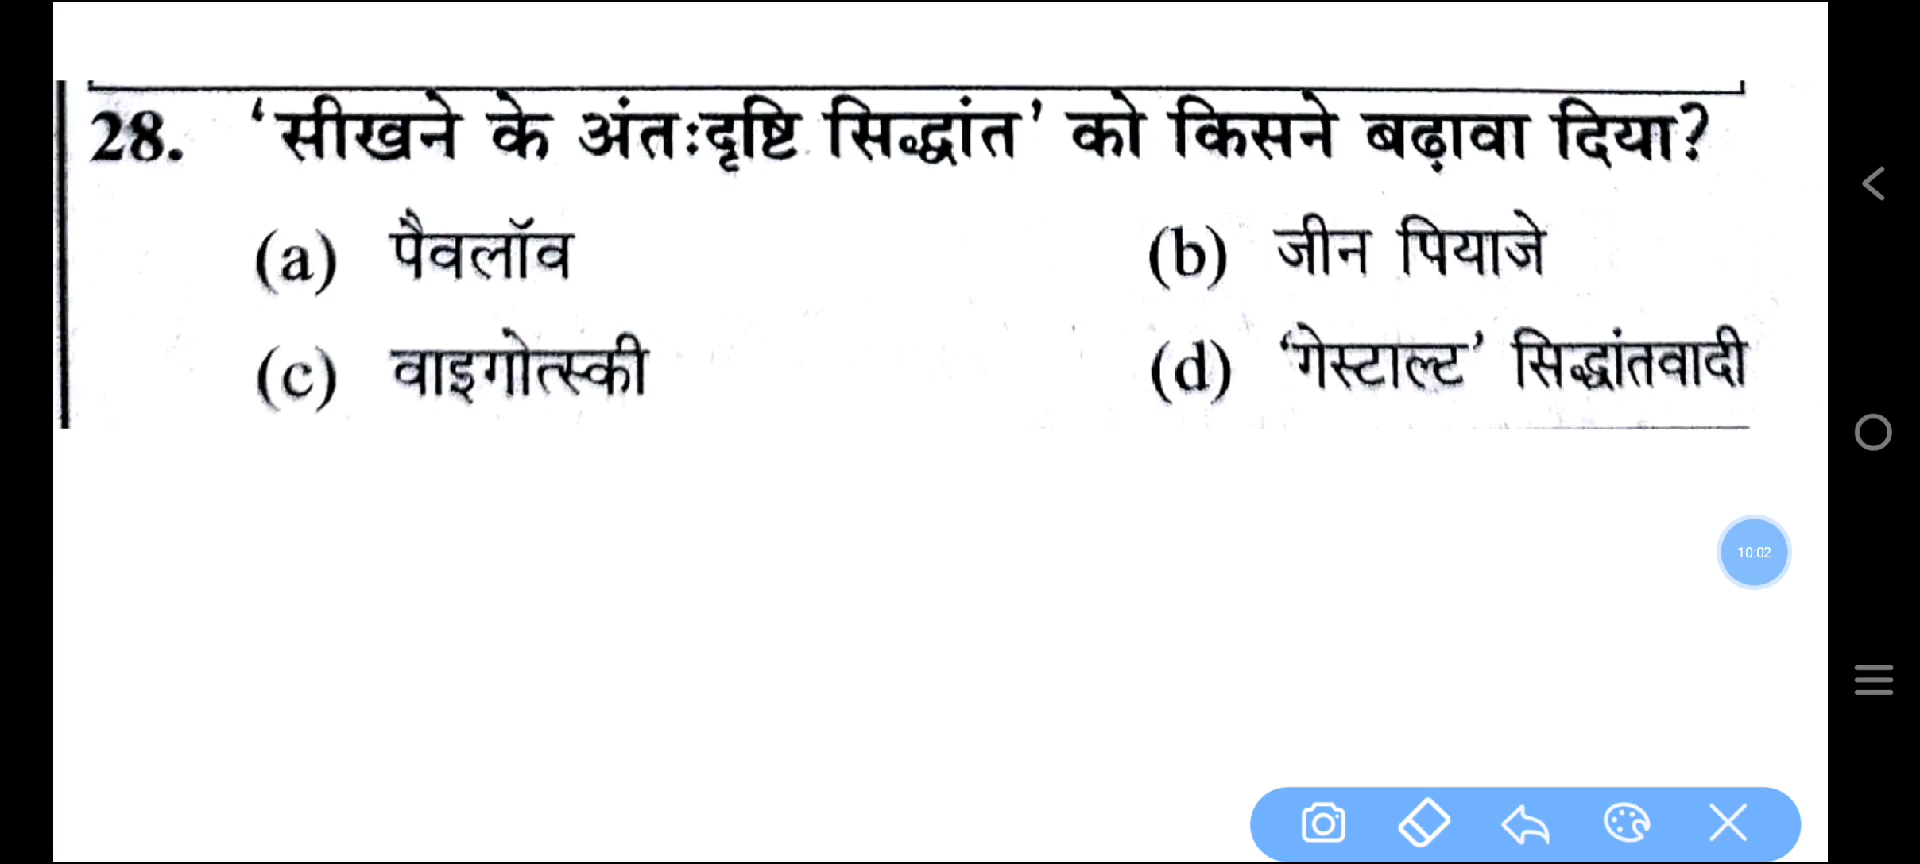 28. ‘सीखने के अंतःदृष्टि सिद्धांत’ को किसने बढ़ावा दिया?
(a) पैवलॉव (b) जीन पियाजे
(c) वाइगोत्स्की (d) ‘गेस्टाल्ट’ सिद्धांतवादी
10:02